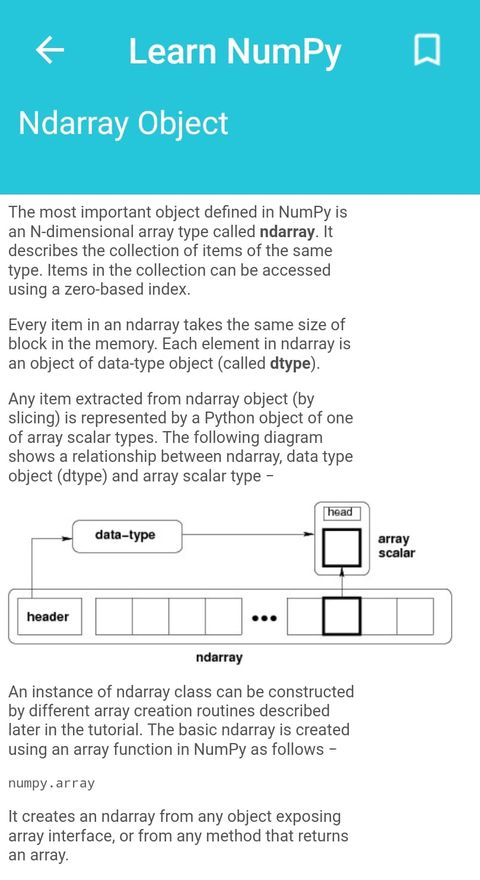 Learn NumPy
Ndarray Object
The most important object defined in NumPy is
an N-dimensional array type called ndarray. It
describes the collection of items of the same
type. Items in the collection can be accessed
using a zero-based index.
Every item in an ndarray takes the same size of
block in the memory. Each element in ndarray is
an object of data-type object (called dtype).
Any item extracted from ndarray object (by
slicing) is represented by a Python object of one
of array scalar types. The following diagram
shows a relationship between ndarray, data type
object (dtype) and array scalar type −
head
data−type
array
scalar
header
•••
ndarray
An instance of ndarray class can be constructed
by different array creation routines described
later in the tutorial. The basic ndarray is created
using an array function in NumPy as follows −
numpy.array
It creates an ndarray from any object exposing
array interface, or from any method that returns
an array.